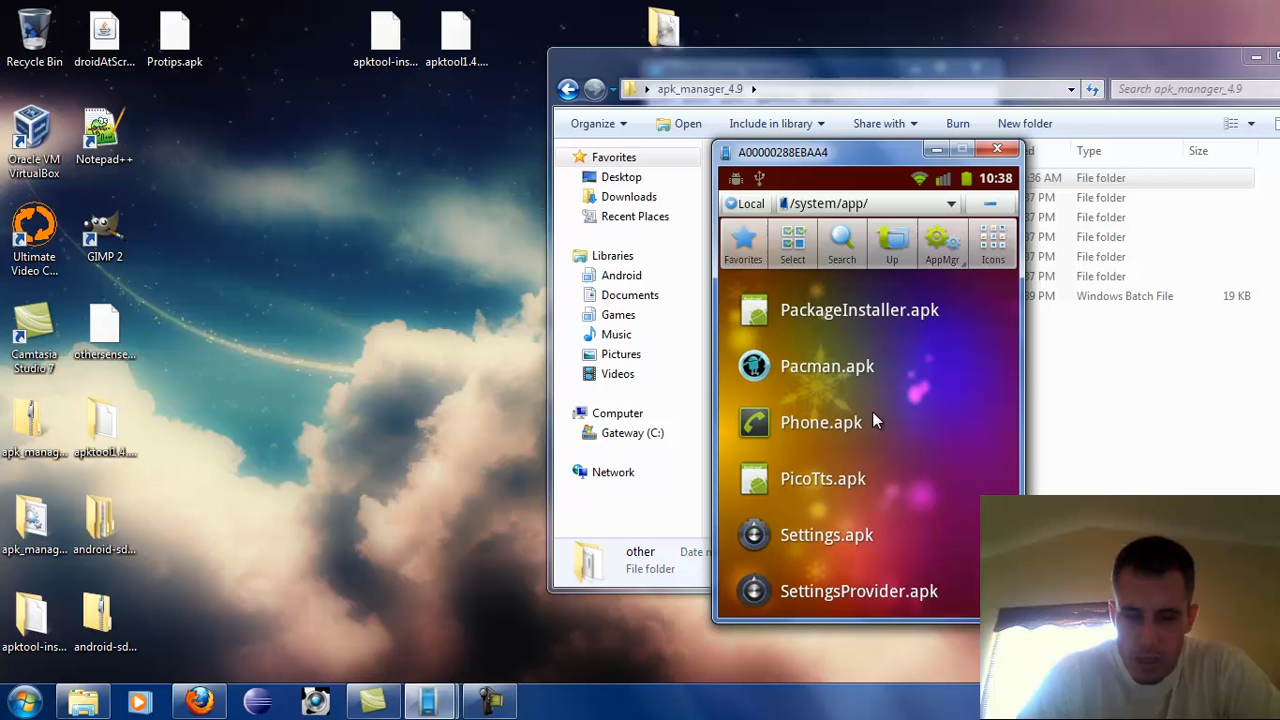 Recycle Bin
droidAtScr...
Protips.apk
apktool-ins...
apktool1.4....
Oracle VM
VirtualBox
Notepad++
Ultimate
Video C...
GIMP 2
Camtasia
Studio 7
othersense...
apk_manag...
apktool1.4....
apk_manag...
android-sd...
apktool-ins...
android-sd...
apk_manager_4.9
Search apk_manager_4.9
Organize
Open
Include in library
Share with
Burn
New folder
Favorites
Desktop
Downloads
Recent Places
Libraries
Android
Documents
Games
Music
Pictures
Videos
Computer
Gateway (C:)
Network
other
File folder
Type
Size
File folder
File folder
File folder
File folder
File folder
File folder
Windows Batch File
19 KB
A00000288EBAA4
10:38
Local
/system/app/
Favorites
Select
Search
Up
AppMgr
Icons
PackageInstaller.apk
Pacman.apk
Phone.apk
PicoTts.apk
Settings.apk
SettingsProvider.apk